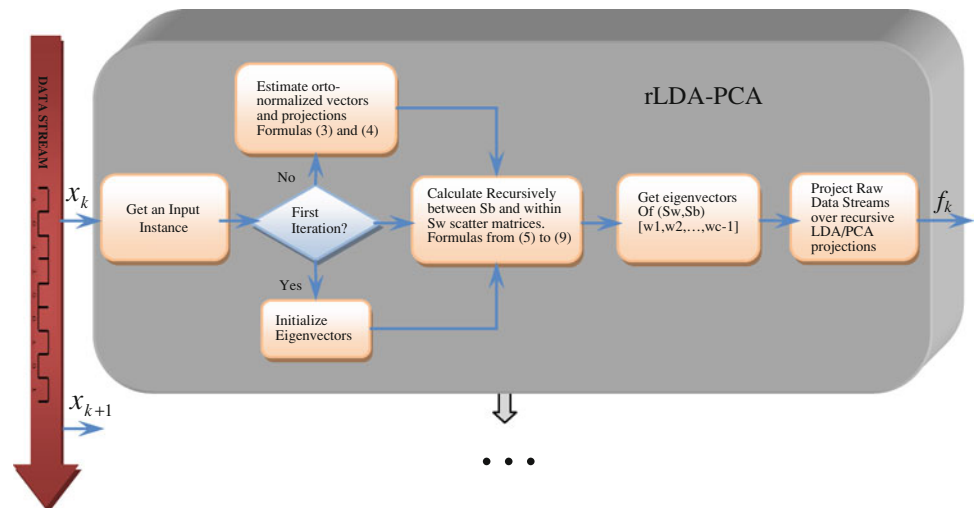 DATA STREAM
x_k
x_{k+1}
rLDA-PCA
Get an Input
Instance
First
Iteration?
No
Yes
Estimate orto-
normalized vectors
and projections
Formulas (3) and (4)
Initialize
Eigenvectors
Calculate Recursively
between Sb and within
Sw scatter matrices.
Formulas from (5) to (9)
Get eigenvectors
Of (Sw,Sb)
[w1,w2,...,wc-1]
Project Raw
Data Streams
over recursive
LDA/PCA
projections
f_k
. . .